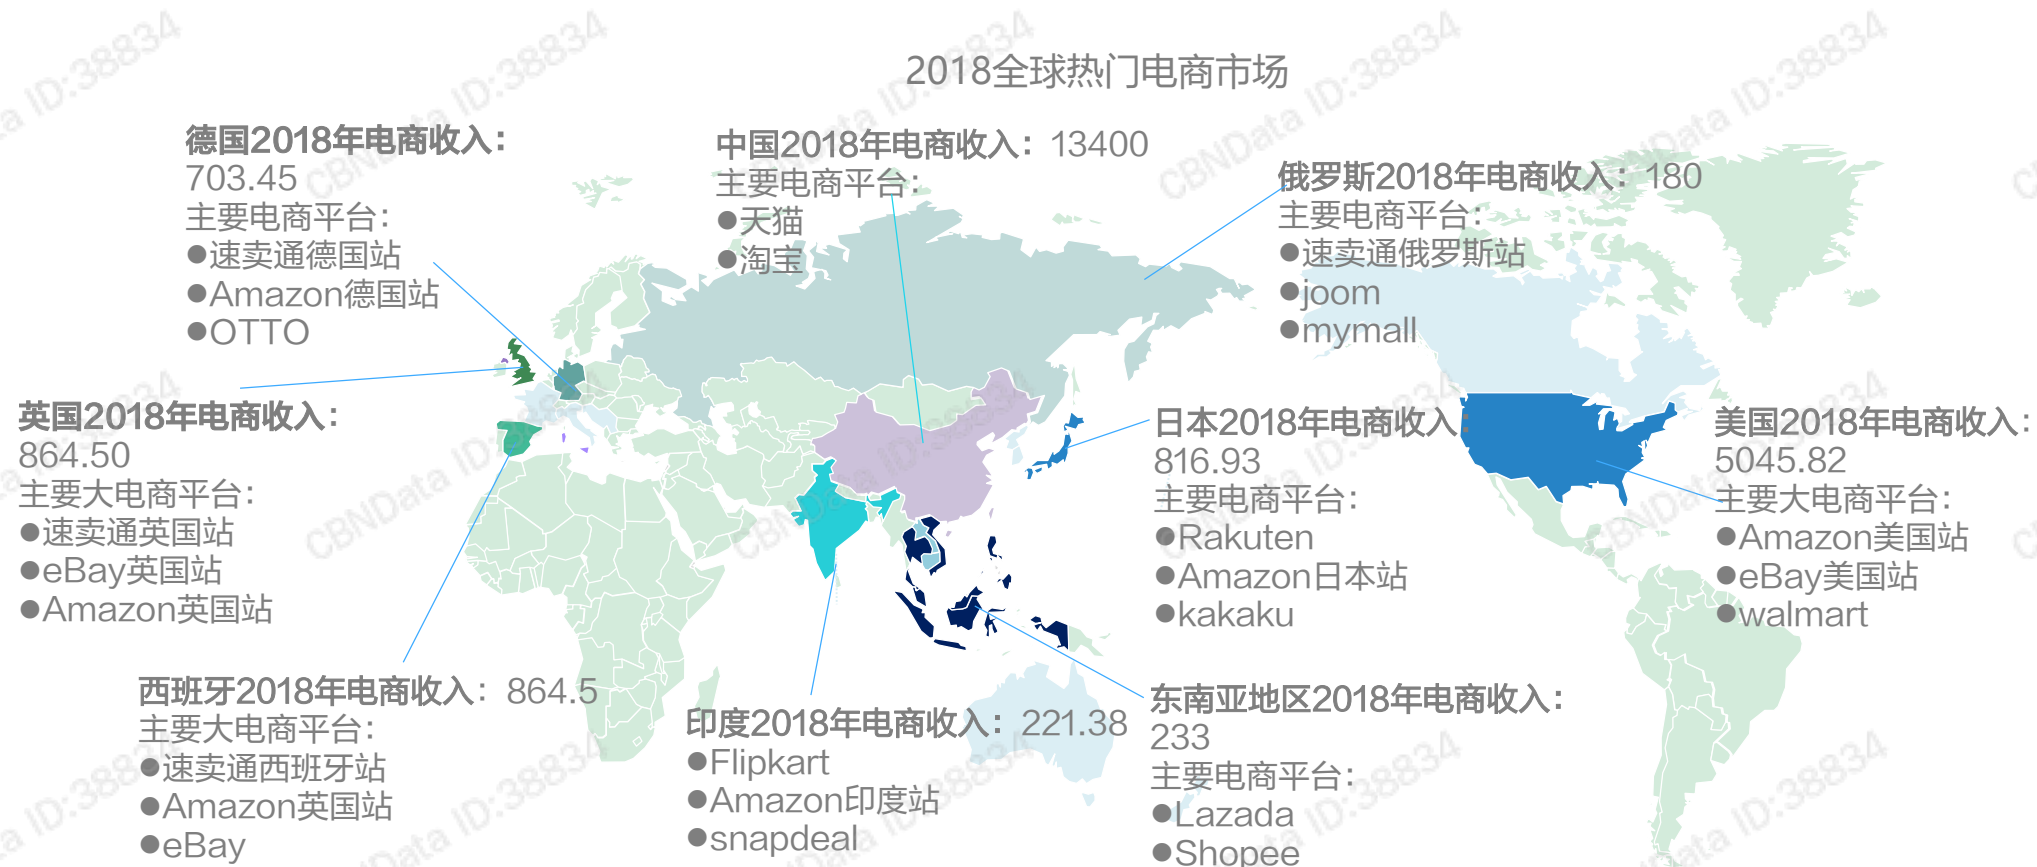 2018全球热门电商市场
德国2018年电商收入：
703.45
主要电商平台：
●速卖通德国站
●Amazon德国站
●OTTO
中国2018年电商收入：13400
主要电商平台：
●天猫
●淘宝
俄罗斯2018年电商收入：180
主要电商平台：
●速卖通俄罗斯站
●joom
●mymall
英国2018年电商收入：
864.50
主要大电商平台：
●速卖通英国站
●eBay英国站
●Amazon英国站
日本2018年电商收入：
816.93
主要电商平台：
●Rakuten
●Amazon日本站
●kakaku
美国2018年电商收入：
5045.82
主要大电商平台：
●Amazon美国站
●eBay美国站
●walmart
西班牙2018年电商收入：864.5
主要大电商平台：
●速卖通西班牙站
●Amazon英国站
●eBay
印度2018年电商收入：221.38
●Flipkart
●Amazon印度站
●snapdeal
东南亚地区2018年电商收入：
233
主要电商平台：
●Lazada
●Shopee
CBNData ID:38834